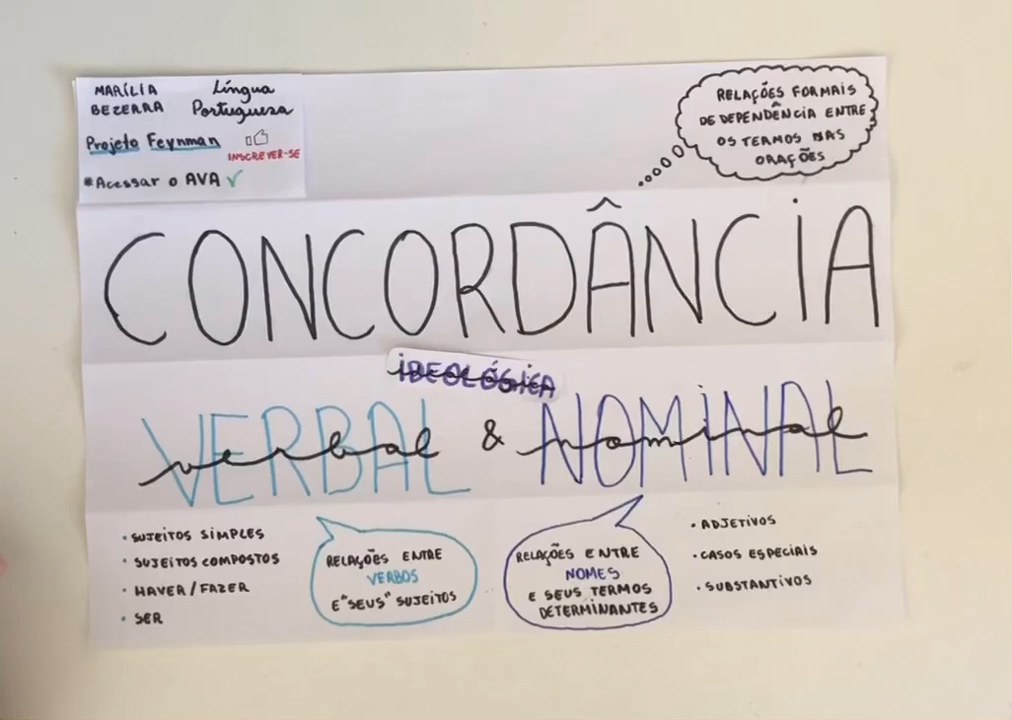 MARÍLIA BEZERRA
Língua Portuguesa
Projeto Feynman
INSCREVER-SE
*Acessar o AVA ✓
RELAÇÕES FORMAIS
DE DEPENDÊNCIA ENTRE
OS TERMOS NAS
ORAÇÕES
CONCORDÂNCIA
IDEOLÓGICA
VERBAL & NOMINAL
verbal nominal
• SUJEITOS SIMPLES
• SUJEITOS COMPOSTOS
• HAVER/FAZER
• SER
RELAÇÕES ENTRE
VERBOS
E "SEUS" SUJEITOS
RELAÇÕES ENTRE
NOMES
E SEUS TERMOS
DETERMINANTES
• ADJETIVOS
• CASOS ESPECIAIS
• SUBSTANTIVOS